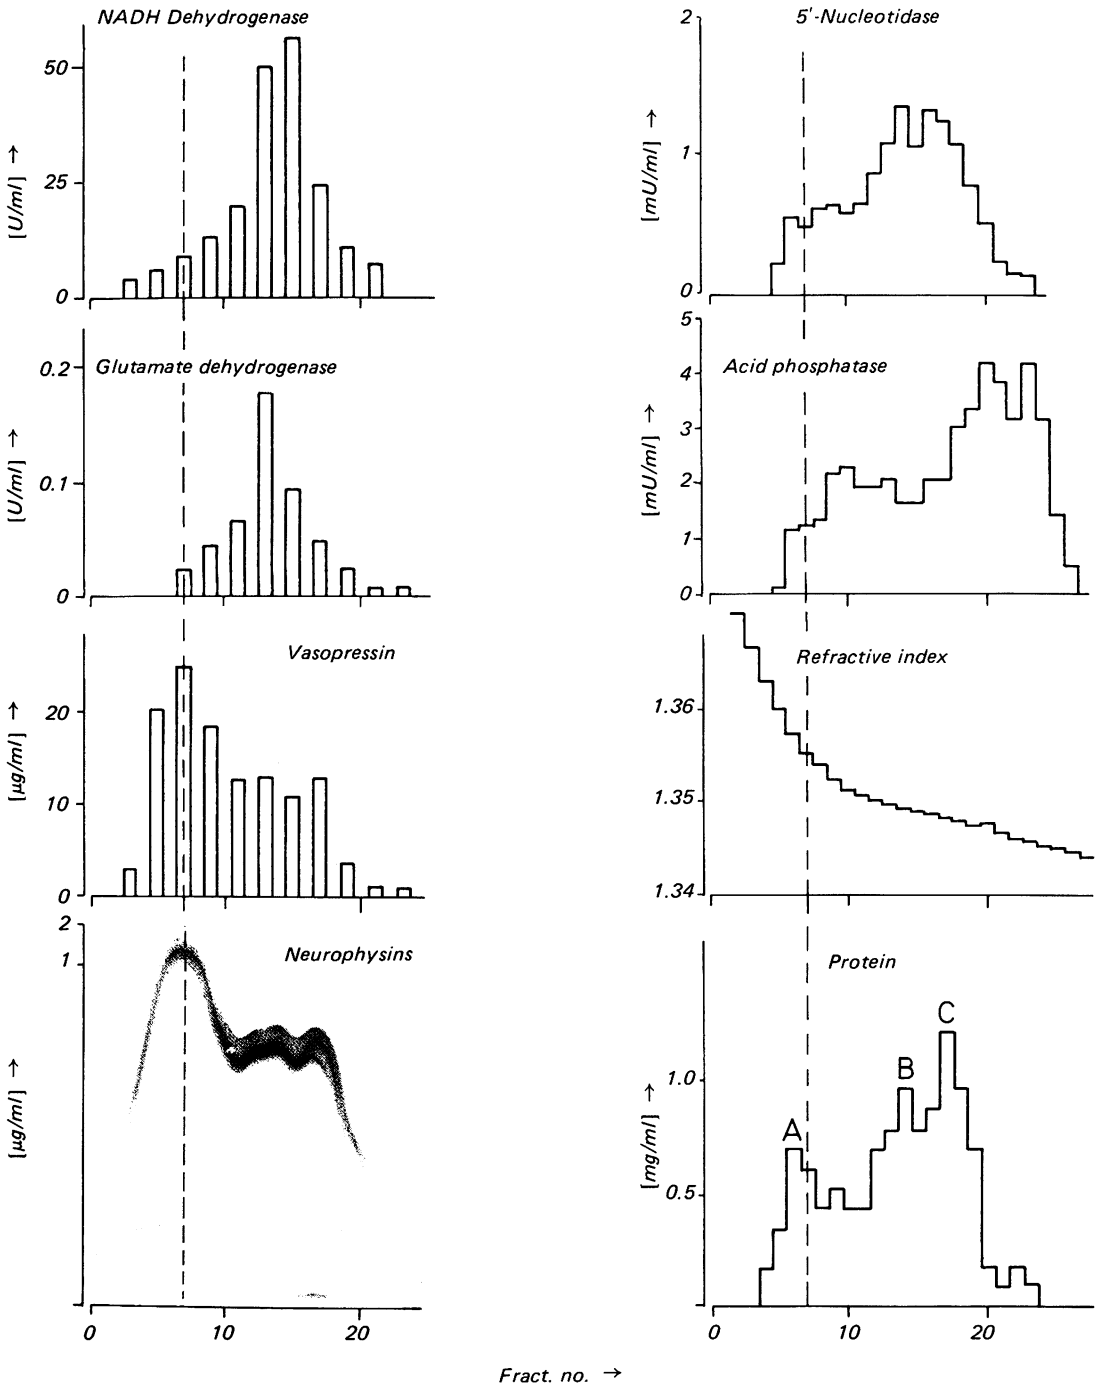 NADH Dehydrogenase
50
25
0
[U/ml] →
Glutamate dehydrogenase
0.2
0.1
0
[U/ml] →
Vasopressin
20
10
0
[µg/ml] →
Neurophysins
2
1
[µg/ml] →
0 10 20
5'-Nucleotidase
2
1
0
[mU/ml] →
Acid phosphatase
5
4
3
2
1
0
[mU/ml] →
Refractive index
1.36
1.35
1.34
Protein
A
B
C
1.0
0.5
[mg/ml] →
0 10 20
Fract. no. →